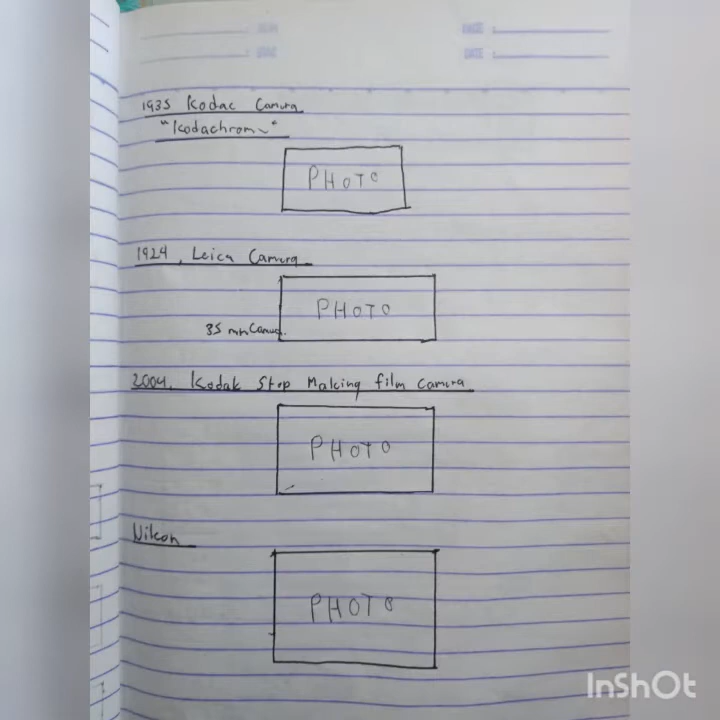 1935 Kodac Camera
"Kodachrom"
PHOTO
1924, Leica Camera
PHOTO
35 mm Camera.
2004. Kodak Stop Making film camera
PHOTO
Nikon
PHOTO
InShOt